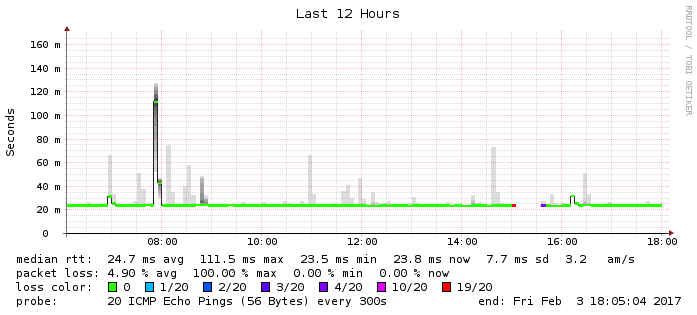 Last 12 Hours
RRDTOOL / TOBI OETIKER
Seconds
160 m
140 m
120 m
100 m
80 m
60 m
40 m
20 m
0
08:00 10:00 12:00 14:00 16:00 18:00
median rtt: 24.7 ms avg 111.5 ms max 23.5 ms min 23.8 ms now 7.7 ms sd 3.2 am/s
packet loss: 4.90 % avg 100.00 % max 0.00 % min 0.00 % now
loss color: 0 1/20 2/20 3/20 4/20 10/20 19/20
probe: 20 ICMP Echo Pings (56 Bytes) every 300s end: Fri Feb 3 18:05:04 2017